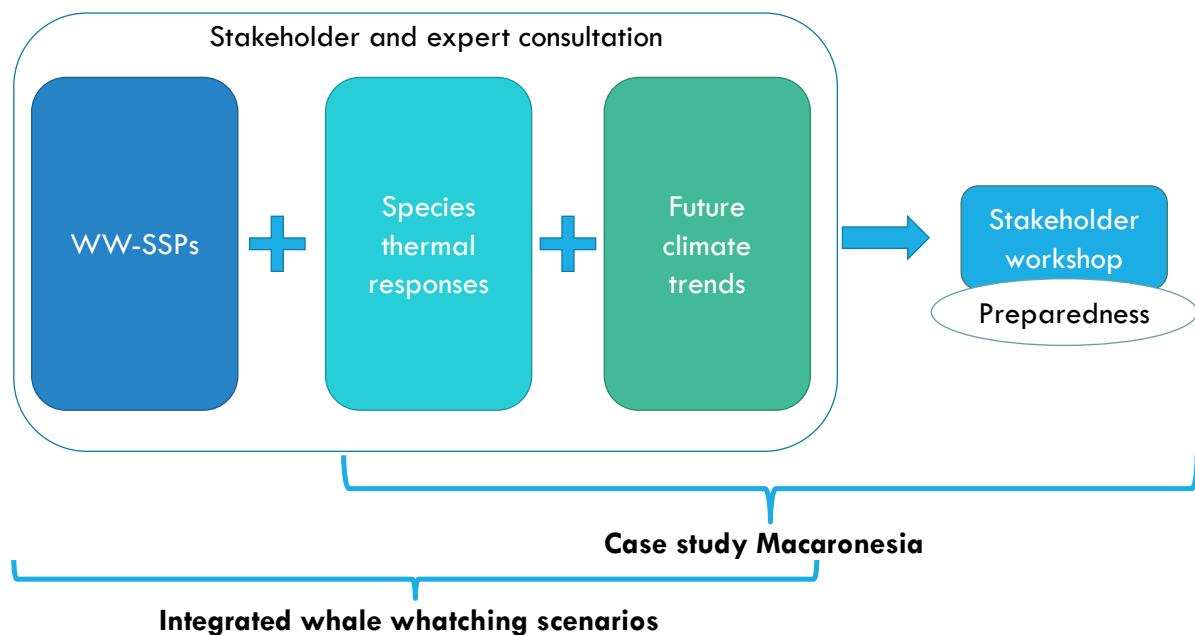 Stakeholder and expert consultation
WW-SSPs
Species
thermal
responses
Future
climate
trends
Stakeholder
workshop
Preparedness
Case study Macaronesia
Integrated whale whatching scenarios